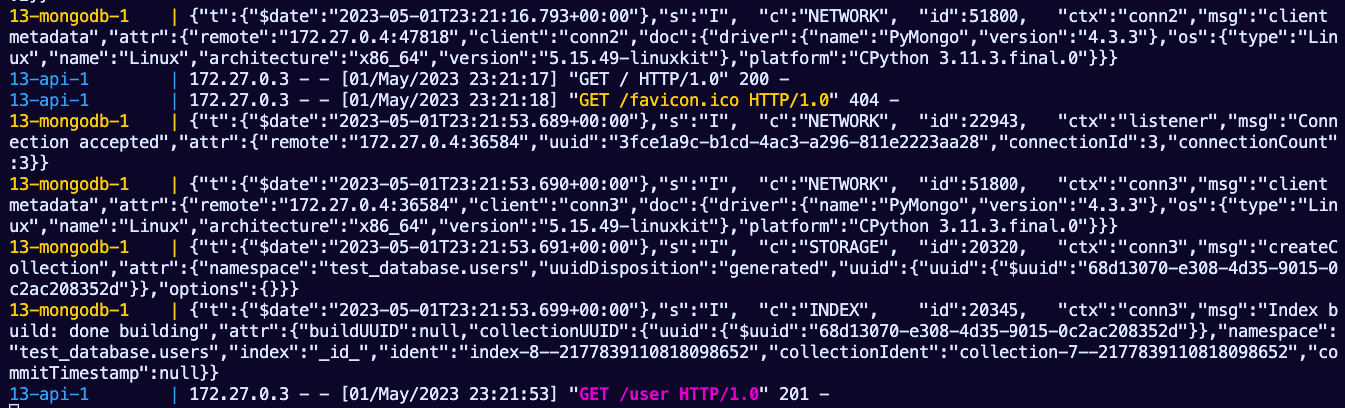 13-mongodb-1     | {"t":{"$date":"2023-05-01T23:21:16.793+00:00"},"s":"I",  "c":"NETWORK",  "id":51800,   "ctx":"conn2","msg":"client
metadata","attr":{"remote":"172.27.0.4:47818","client":"conn2","doc":{"driver":{"name":"PyMongo","version":"4.3.3"},"os":{"type":"Lin
ux","name":"Linux","architecture":"x86_64","version":"5.15.49-linuxkit"},"platform":"CPython 3.11.3.final.0"}}}
13-api-1         | 172.27.0.3 - - [01/May/2023 23:21:17] "GET / HTTP/1.0" 200 -
13-api-1         | 172.27.0.3 - - [01/May/2023 23:21:18] "GET /favicon.ico HTTP/1.0" 404 -
13-mongodb-1     | {"t":{"$date":"2023-05-01T23:21:53.689+00:00"},"s":"I",  "c":"NETWORK",  "id":22943,   "ctx":"listener","msg":"Conn
ection accepted","attr":{"remote":"172.27.0.4:36584","uuid":"3fce1a9c-b1cd-4ac3-a296-811e2223aa28","connectionId":3,"connectionCount"
:3}}
13-mongodb-1     | {"t":{"$date":"2023-05-01T23:21:53.690+00:00"},"s":"I",  "c":"NETWORK",  "id":51800,   "ctx":"conn3","msg":"client
metadata","attr":{"remote":"172.27.0.4:36584","client":"conn3","doc":{"driver":{"name":"PyMongo","version":"4.3.3"},"os":{"type":"Lin
ux","name":"Linux","architecture":"x86_64","version":"5.15.49-linuxkit"},"platform":"CPython 3.11.3.final.0"}}}
13-mongodb-1     | {"t":{"$date":"2023-05-01T23:21:53.691+00:00"},"s":"I",  "c":"STORAGE",  "id":20320,   "ctx":"conn3","msg":"createC
ollection","attr":{"namespace":"test_database.users","uuidDisposition":"generated","uuid":{"uuid":{"$uuid":"68d13070-e308-4d35-9015-0
c2ac208352d"}},"options":{}}}
13-mongodb-1     | {"t":{"$date":"2023-05-01T23:21:53.699+00:00"},"s":"I",  "c":"INDEX",    "id":20345,   "ctx":"conn3","msg":"Index b
uild: done building","attr":{"buildUUID":null,"collectionUUID":{"uuid":{"$uuid":"68d13070-e308-4d35-9015-0c2ac208352d"}},"namespace":
"test_database.users","index":"_id_","ident":"index-8--2177839110818098652","collectionIdent":"collection-7--2177839110818098652","co
mmitTimestamp":null}}
13-api-1         | 172.27.0.3 - - [01/May/2023 23:21:53] "GET /user HTTP/1.0" 201 -